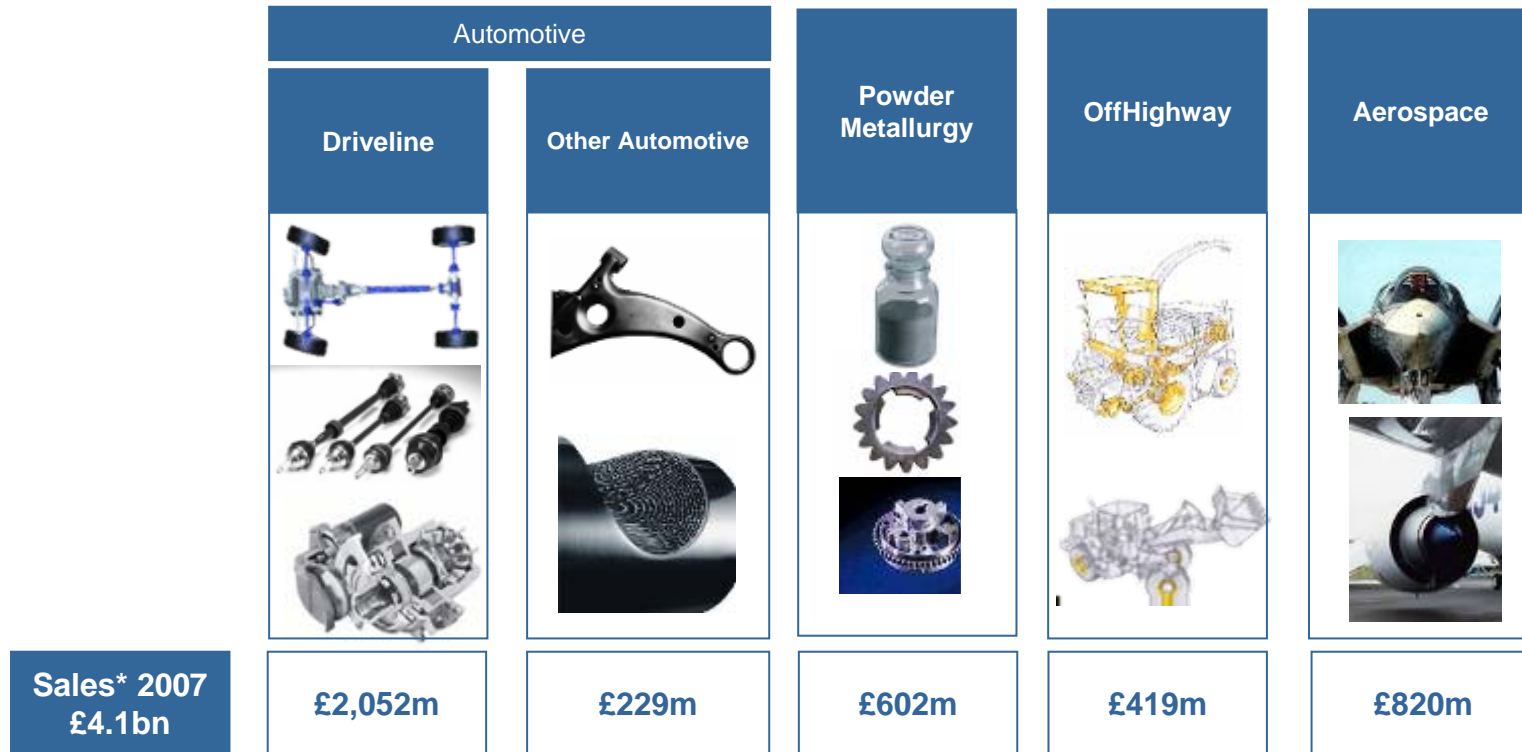 Automotive
Driveline
Other Automotive
Powder
Metallurgy
OffHighway
Aerospace
Sales* 2007
£4.1bn
£2,052m
£229m
£602m
£419m
£820m